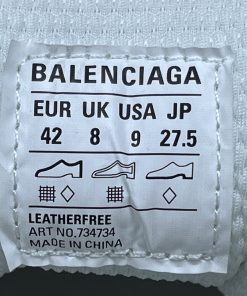 BALENCIAGA
EUR UK USA JP
42 8 9 27.5
LEATHERFREE
ART NO,734734
MADE IN CHINA